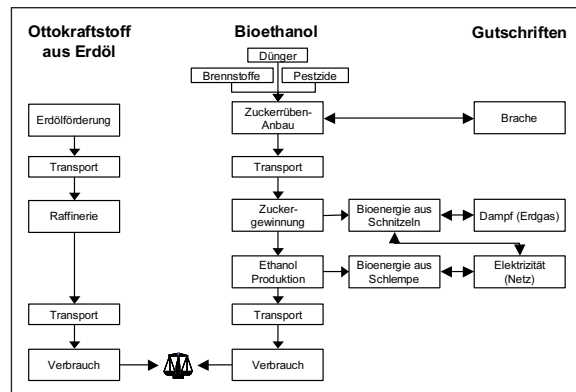 Ottokraftstoff
aus Erdöl
Bioethanol
Gutschriften
Dünger
Brennstoffe
Pestzide
Erdölförderung
Zuckerrüben-
Anbau
Brache
Transport
Transport
Raffinerie
Zucker-
gewinnung
Bioenergie aus
Schnitzeln
Dampf (Erdgas)
Ethanol
Produktion
Bioenergie aus
Schlempe
Elektrizität
(Netz)
Transport
Transport
Verbrauch
Verbrauch